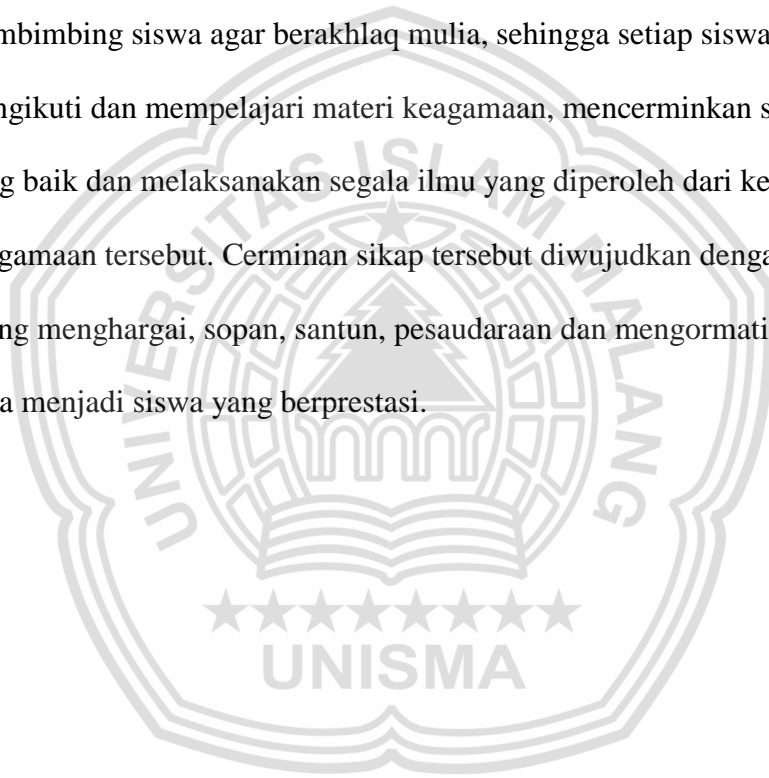 mbimbing siswa agar berakhlaq mulia, sehingga setiap siswa
ngikuti dan mempelajari materi keagamaan, mencerminkan s
g baik dan melaksanakan segala ilmu yang diperoleh dari ke
gamaan tersebut. Cerminan sikap tersebut diwujudkan denga
ng menghargai, sopan, santun, pesaudaraan dan mengormati
a menjadi siswa yang berprestasi.
UNIVERSITAS ISLAM MALANG
UNISMA